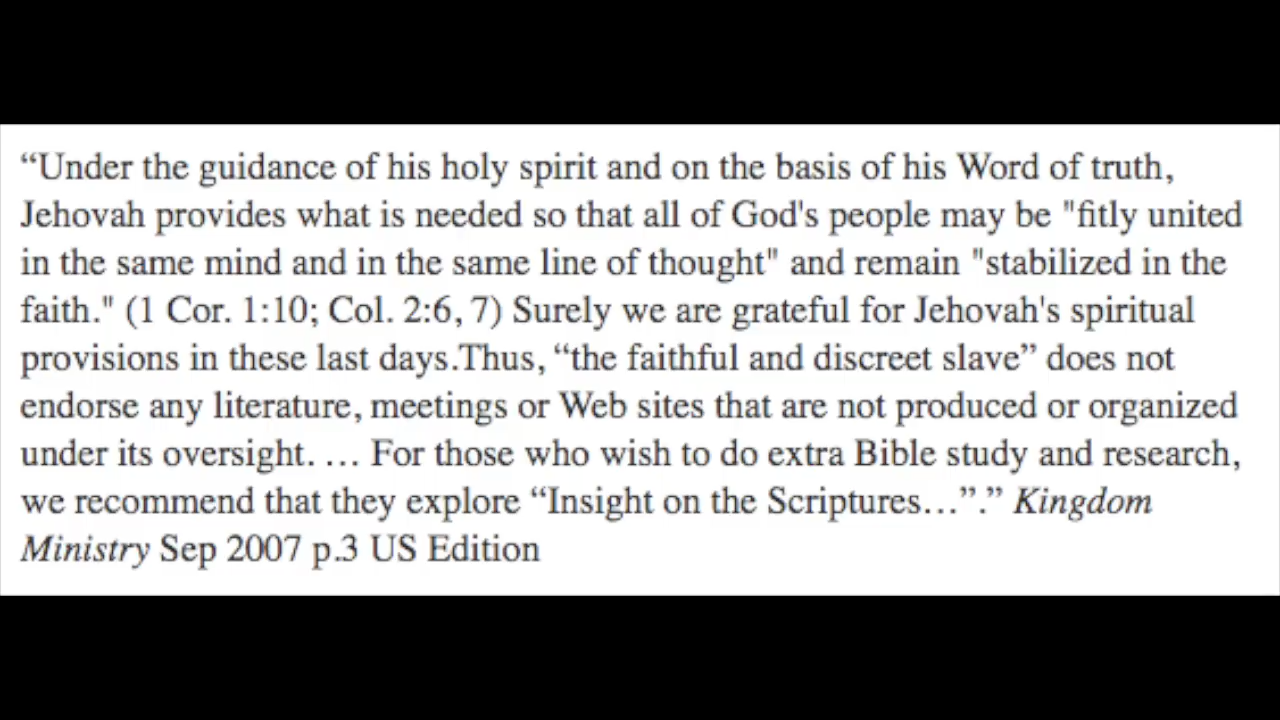 “Under the guidance of his holy spirit and on the basis of his Word of truth,
Jehovah provides what is needed so that all of God's people may be "fitly united
in the same mind and in the same line of thought" and remain "stabilized in the
faith." (1 Cor. 1:10; Col. 2:6, 7) Surely we are grateful for Jehovah's spiritual
provisions in these last days.Thus, “the faithful and discreet slave” does not
endorse any literature, meetings or Web sites that are not produced or organized
under its oversight. … For those who wish to do extra Bible study and research,
we recommend that they explore “Insight on the Scriptures…”.” Kingdom
Ministry Sep 2007 p.3 US Edition